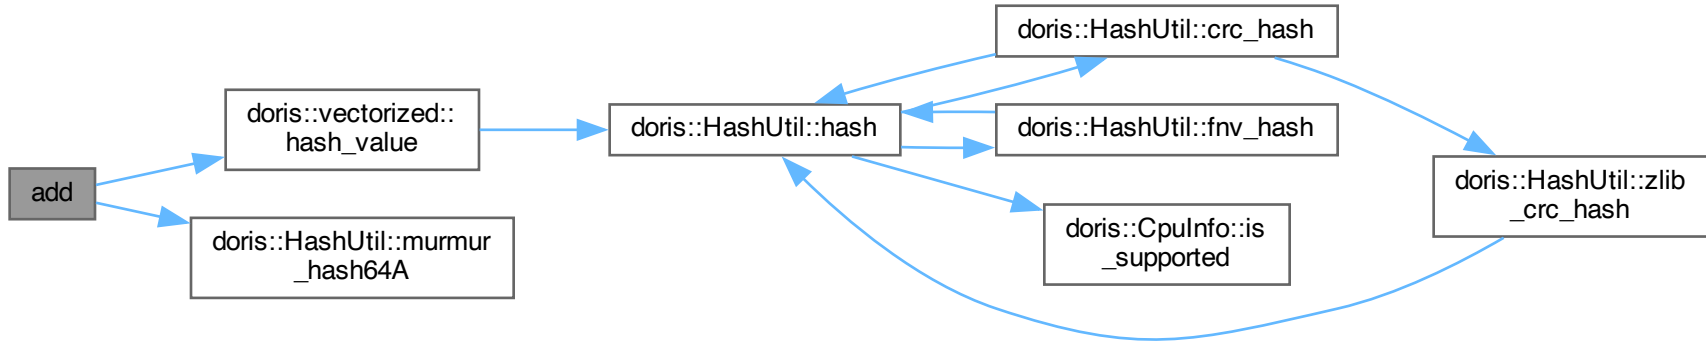 add
doris::vectorized::
hash_value
doris::HashUtil::murmur
_hash64A
doris::HashUtil::hash
doris::HashUtil::crc_hash
doris::HashUtil::fnv_hash
doris::CpuInfo::is
_supported
doris::HashUtil::zlib
_crc_hash